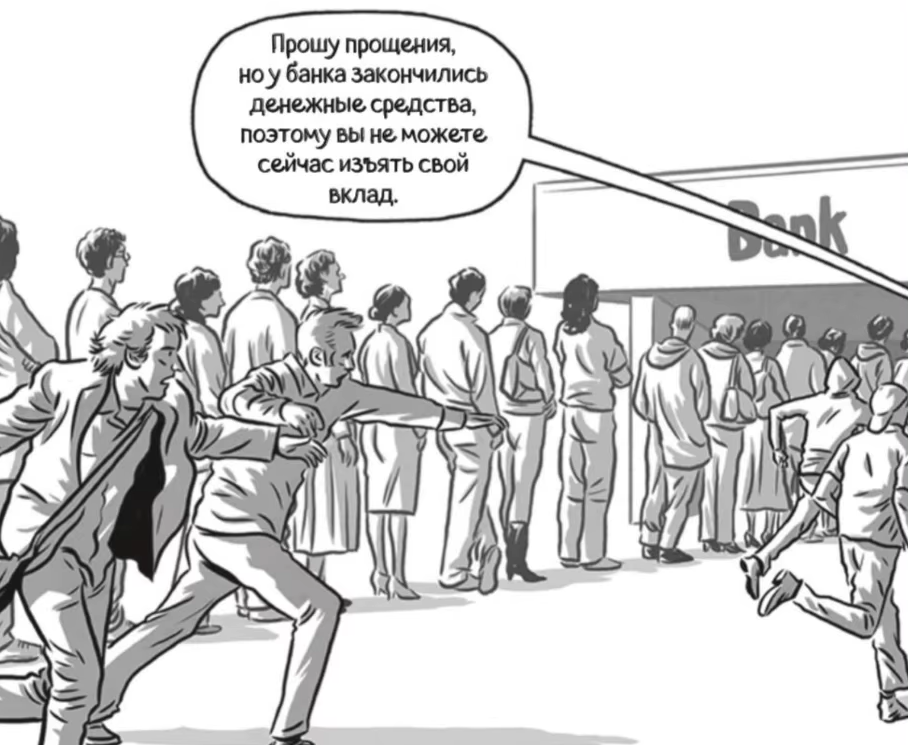 Прошу прощения,
но у банка закончились
денежные средства,
поэтому вы не можете
сейчас изъять свой
вклад.
Bank